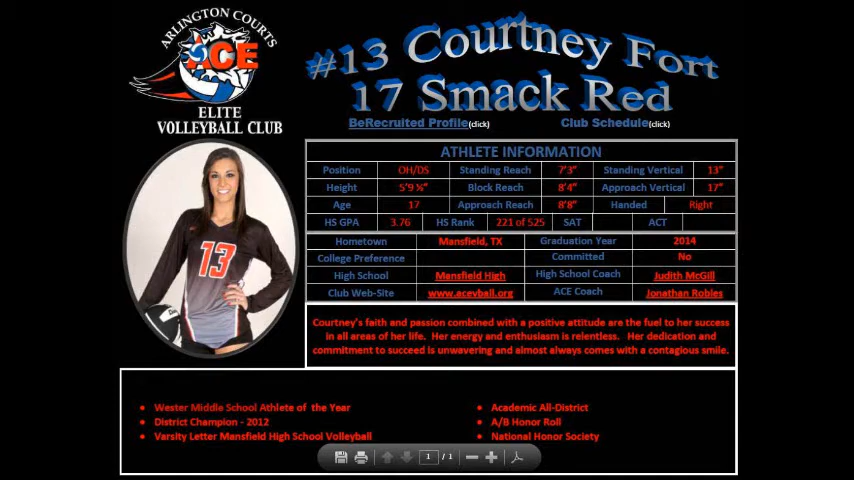 ARLINGTON COURTS
ACE
ELITE
VOLLEYBALL CLUB
#13 Courtney Fort
17 Smack Red
BeRecruited Profile(click) Club Schedule(click)
13
ATHLETE INFORMATION
Position OH/DS Standing Reach 7'3" Standing Vertical 13"
Height 5'9 ½" Block Reach 8'4" Approach Vertical 17"
Age 17 Approach Reach 8'8" Handed Right
HS GPA 3.76 HS Rank 221 of 525 SAT ACT
Hometown Mansfield, TX Graduation Year 2014
College Preference Committed No
High School Mansfield High High School Coach Judith McGill
Club Web-Site www.acevball.org ACE Coach Jonathan Robles
Courtney's faith and passion combined with a positive attitude are the fuel to her success
in all areas of her life. Her energy and enthusiasm is relentless. Her dedication and
commitment to succeed is unwavering and almost always comes with a contagious smile.
• Wester Middle School Athlete of the Year
• District Champion - 2012
• Varsity Letter Mansfield High School Volleyball
• Academic All-District
• A/B Honor Roll
• National Honor Society
1 / 1